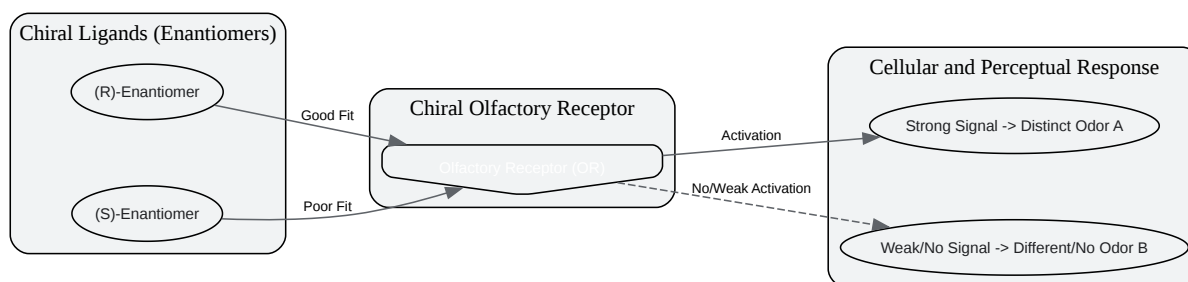 Chiral Ligands (Enantiomers)
(R)-Enantiomer
(S)-Enantiomer
Good Fit
Poor Fit
Chiral Olfactory Receptor
Olfactory Receptor (OR)
Activation
No/Weak Activation
Cellular and Perceptual Response
Strong Signal -> Distinct Odor A
Weak/No Signal -> Different/No Odor B